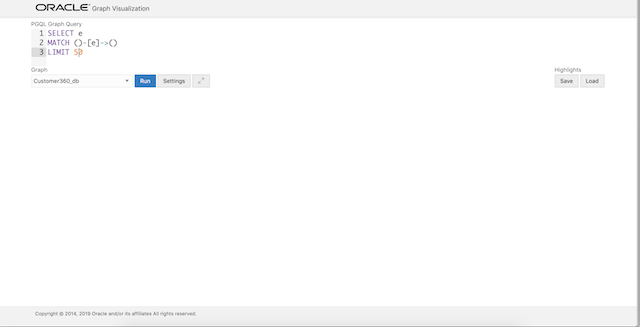 ORACLE® Graph Visualization
PGQL Graph Query
1 SELECT e
2 MATCH ()-[e]->()
3 LIMIT 50
Graph
Highlights
Customer360_db
Run
Settings
Save
Load
Copyright © 2014, 2019 Oracle and/or its affiliates All rights reserved.